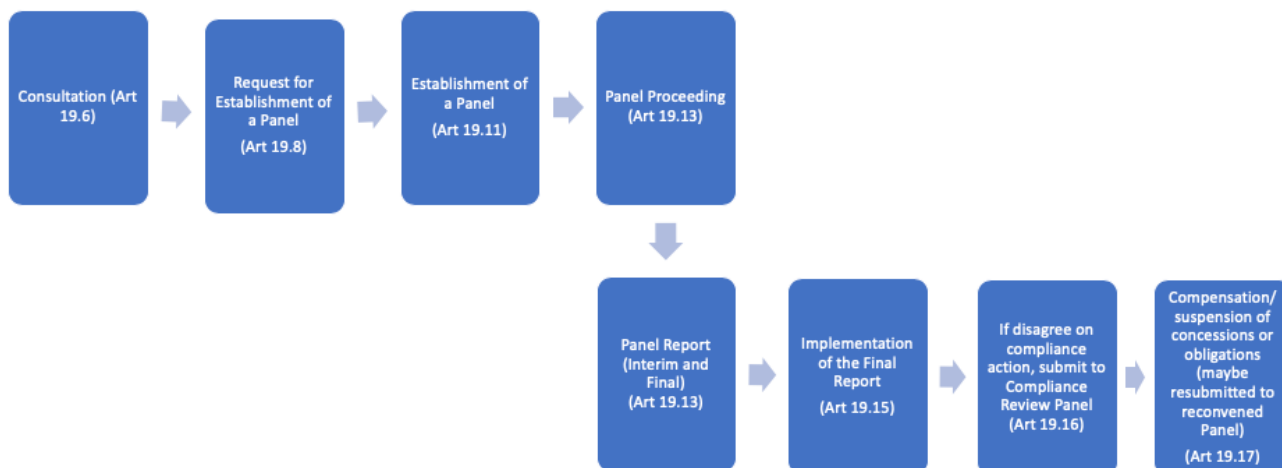 Consultation (Art
19.6)
Request for
Establishment of
a Panel
(Art 19.8)
Establishment of
a Panel
(Art 19.11)
Panel Proceeding
(Art 19.13)
Panel Report
(Interim and
Final)
(Art 19.13)
Implementation
of the Final
Report
(Art 19.15)
If disagree on
compliance
action, submit to
Compliance
Review Panel
(Art 19.16)
Compensation/
suspension of
concessions or
obligations
(maybe
resubmitted to
reconvened
Panel)
(Art 19.17)